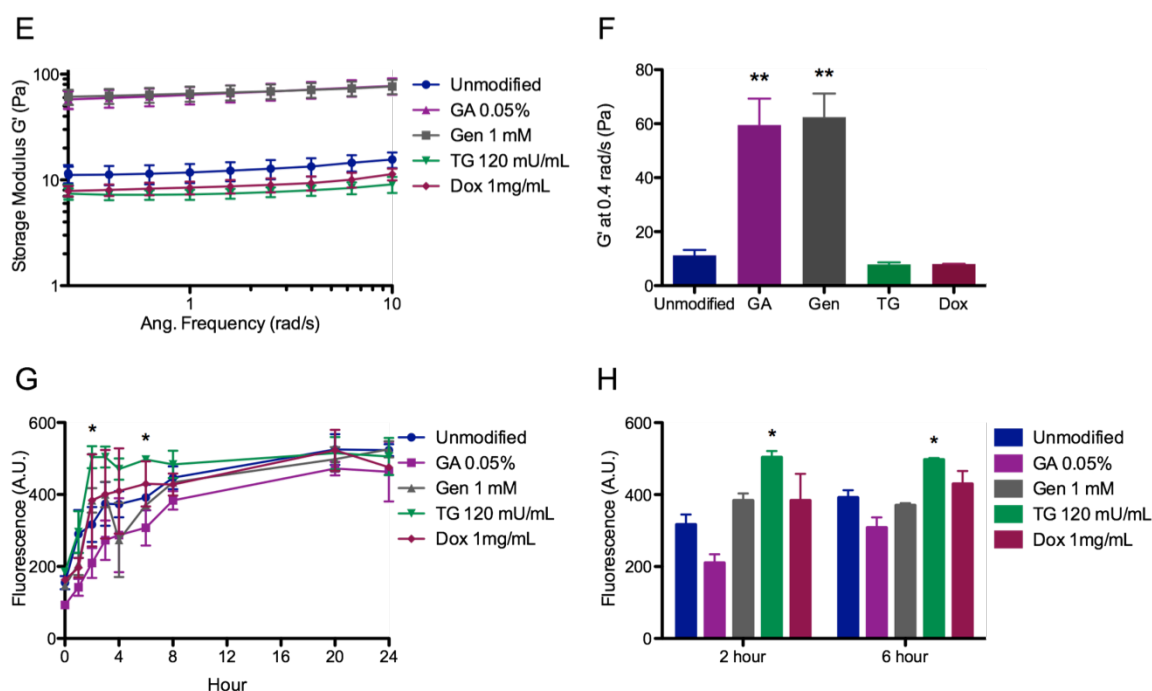 E
Storage Modulus G' (Pa)
100
10
1
1
10
Ang. Frequency (rad/s)
Unmodified
GA 0.05%
Gen 1 mM
TG 120 mU/mL
Dox 1mg/mL
F
G' at 0.4 rad/s (Pa)
80
60
40
20
0
**
**
Unmodified GA Gen TG Dox
G
Fluorescence (A.U.)
600
400
200
0
*
*
0 4 8 12 16 20 24
Hour
Unmodified
GA 0.05%
Gen 1 mM
TG 120 mU/mL
Dox 1mg/mL
H
Fluorescence (A.U.)
600
400
200
0
*
*
2 hour 6 hour
Unmodified
GA 0.05%
Gen 1 mM
TG 120 mU/mL
Dox 1mg/mL